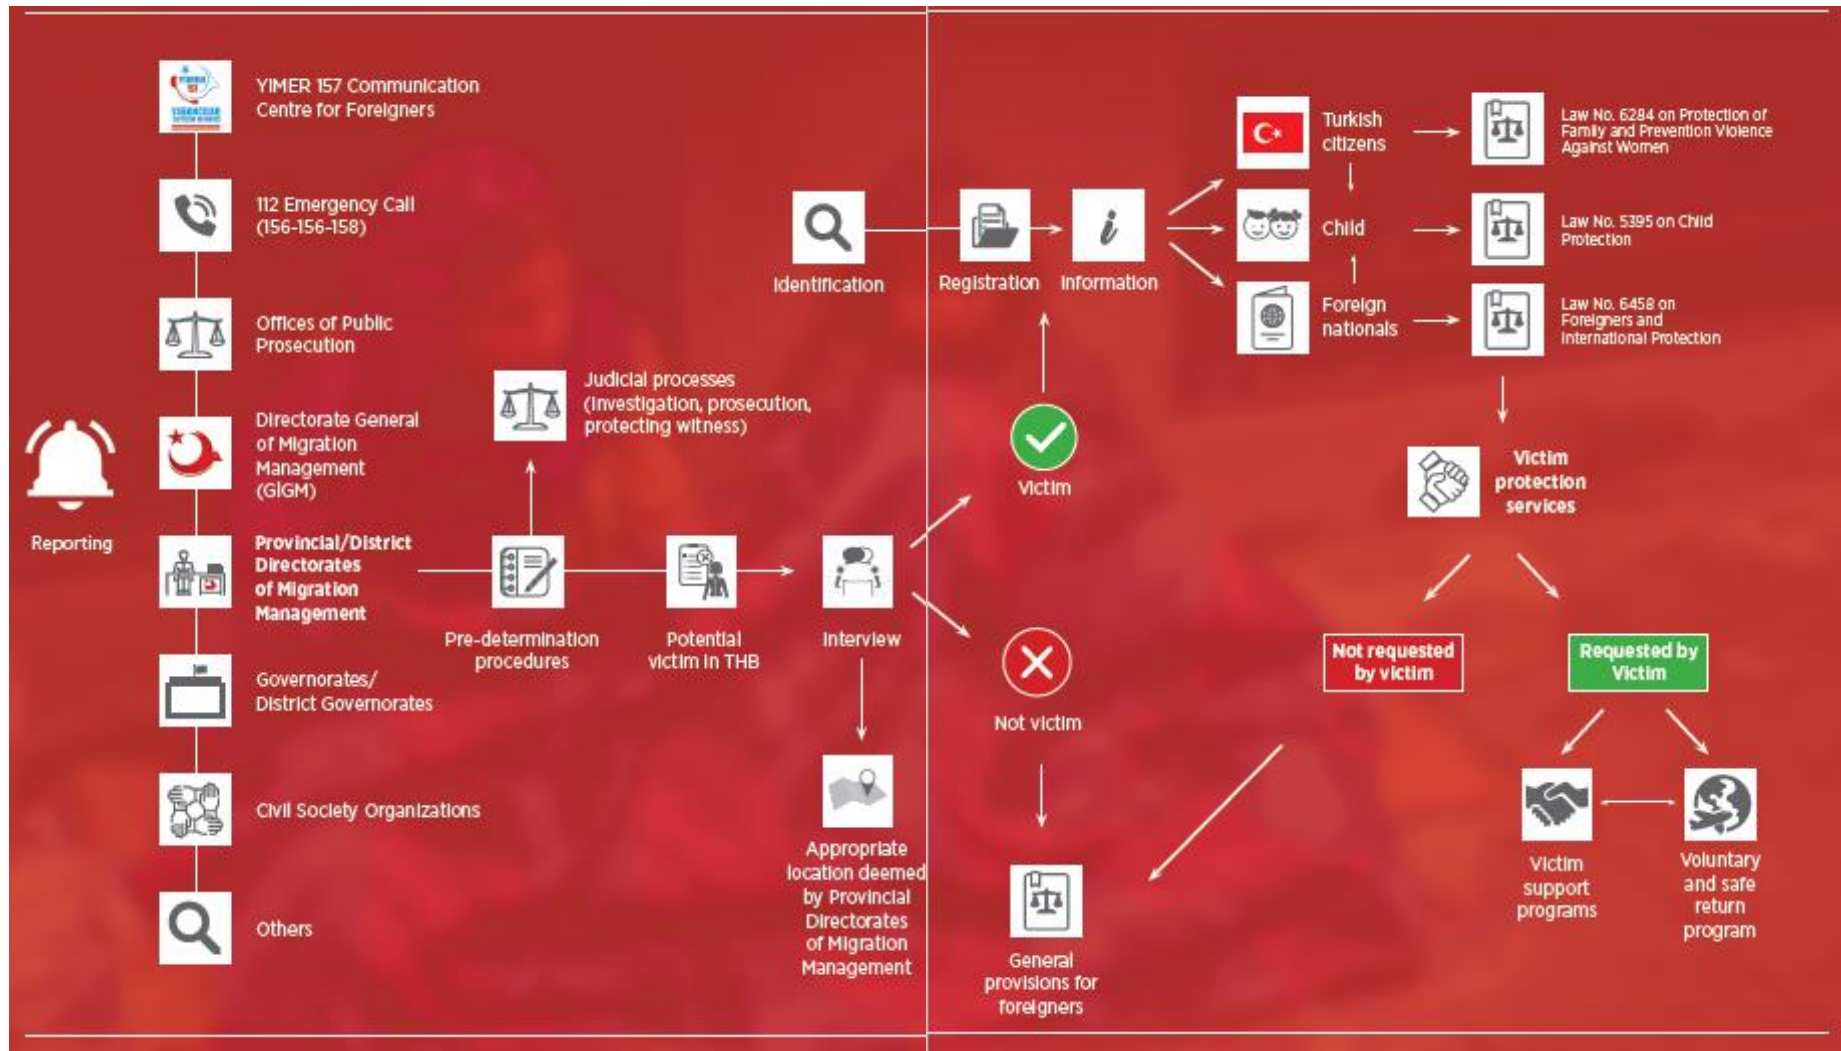 YIMER 157 Communication
Centre for Foreigners
112 Emergency Call
(156-156-158)
Offices of Public
Prosecution
Directorate General
of Migration
Management
(GİGM)
Reporting
Provincial/District
Directorates
of Migration
Management
Governorates/
District Governorates
Civil Society Organizations
Others
Judicial processes
(investigation, prosecution,
protecting witness)
Pre-determination
procedures
Potential
victim in THB
Interview
Appropriate
location deemed
by Provincial
Directorates
of Migration
Management
Identification
Registration
Information
Victim
Not victim
General
provisions for
foreigners
Turkish
citizens
Child
Foreign
nationals
Law No. 6284 on Protection of
Family and Prevention Violence
Against Women
Law No. 5395 on Child
Protection
Law No. 6458 on
Foreigners and
International Protection
Victim
protection
services
Not requested
by victim
Requested by
Victim
Victim
support
programs
Voluntary
and safe
return
program